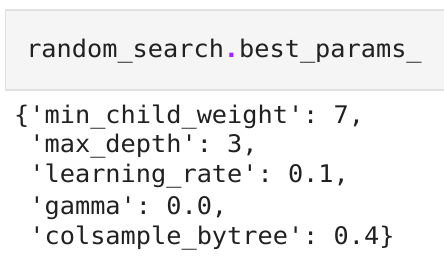 random_search.best_params_
{'min_child_weight': 7,
 'max_depth': 3,
 'learning_rate': 0.1,
 'gamma': 0.0,
 'colsample_bytree': 0.4}